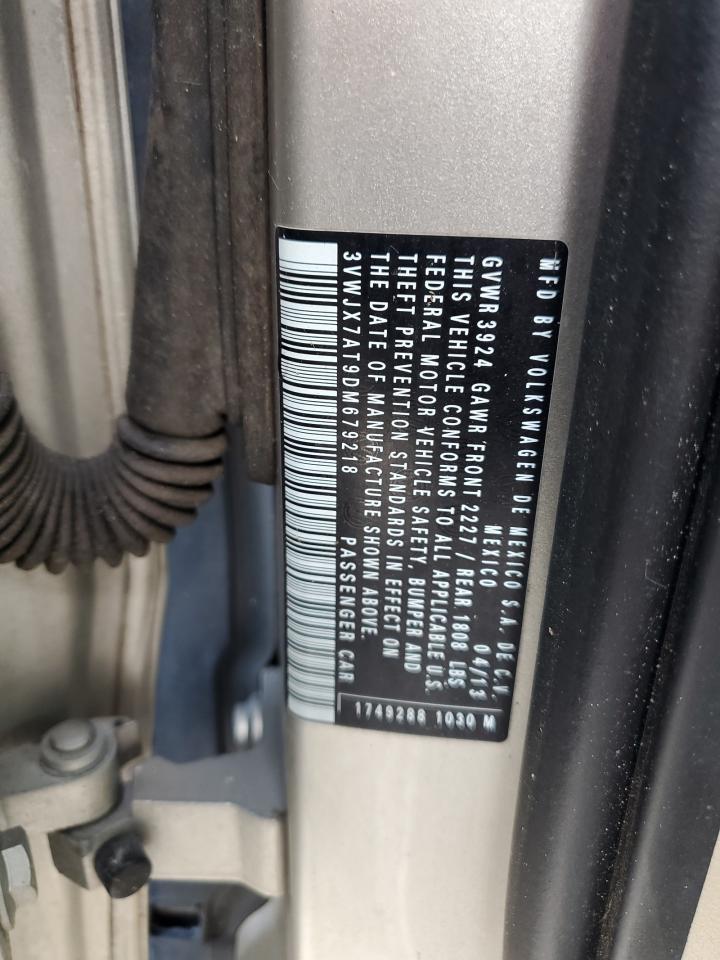 MFD BY VOLKSWAGEN DE MEXICO S.A. DE C.V.
MEXICO 04/13
GVWR 3924 GAWR FRONT 2227 / REAR 1808 LBS
THIS VEHICLE CONFORMS TO ALL APPLICABLE U.S.
FEDERAL MOTOR VEHICLE SAFETY, BUMPER AND
THEFT PREVENTION STANDARDS IN EFFECT ON
THE DATE OF MANUFACTURE SHOWN ABOVE.
3VWJX7AT9DM679218 PASSENGER CAR
1030 M